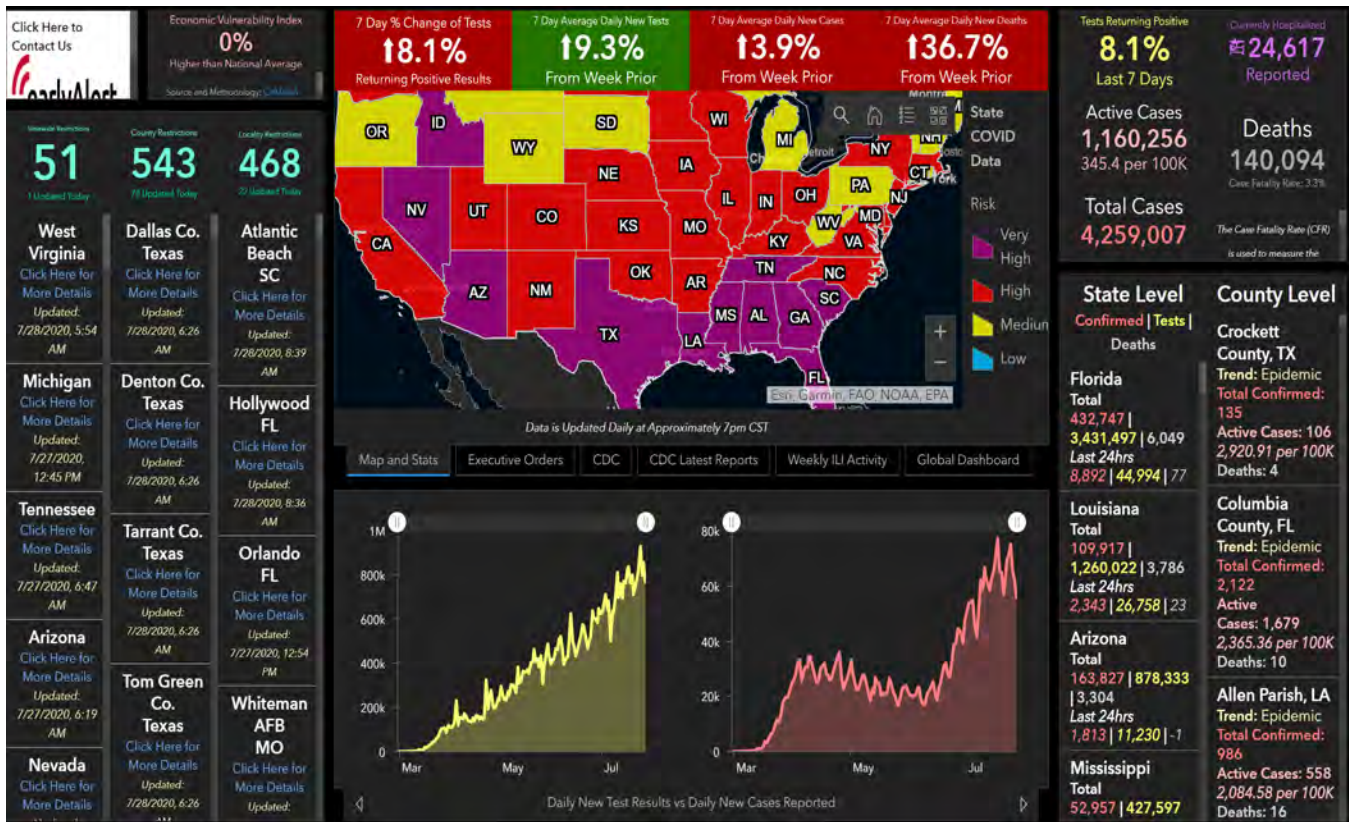 Click Here to
Contact Us
earlyAlert
Economic Vulnerability Index
0%
Higher than National Average
Source and Methodology:
7 Day % Change of Tests
8.1%
Returning Positive Results
7 Day Average Daily New Tests
9.3%
From Week Prior
7 Day Average Daily New Cases
13.9%
From Week Prior
7 Day Average Daily New Deaths
36.7%
From Week Prior
Tests Returning Positive
8.1%
Last 7 Days
Active Cases
1,160,256
345.4 per 100K
Total Cases
4,259,007
Currently Hospitalized
24,617
Reported
Deaths
140,094
Case Fatality Rate: 3.3%
The Case Fatality Rate (CFR)
is used to measure the
Statewide Restrictions
51
1 Updated Today
County Restrictions
543
Updated Today
Locality Restrictions
468
Updated Today
West
Virginia
Click Here for
More Details
Updated:
7/28/2020, 5:54
AM
Michigan
Click Here for
More Details
Updated:
7/27/2020,
12:45 PM
Tennessee
Click Here for
More Details
Updated:
7/27/2020, 6:47
AM
Arizona
Click Here for
More Details
Updated:
7/27/2020, 6:19
AM
Nevada
Click Here for
More Details
Dallas Co.
Texas
Click Here for
More Details
Updated:
7/28/2020, 6:26
AM
Denton Co.
Texas
Click Here for
More Details
Updated:
7/28/2020, 6:26
AM
Tarrant Co.
Texas
Click Here for
More Details
Updated:
7/28/2020, 6:26
AM
Tom Green
Co.
Texas
Click Here for
More Details
Updated:
7/28/2020, 6:26
Atlantic
Beach
SC
Click Here for
More Details
Updated:
7/28/2020, 8:39
AM
Hollywood
FL
Click Here for
More Details
Updated:
7/28/2020, 8:36
AM
Orlando
FL
Click Here for
More Details
Updated:
7/27/2020, 12:54
PM
Whiteman
AFB
MO
Click Here for
More Details
Updated:
OR
ID
WY
SD
WI
MI
NY
NH
CT
NE
IA
IL
IN
OH
PA
NJ
NV
UT
CO
KS
MO
KY
WV
MD
VA
CA
AZ
NM
OK
AR
TN
NC
SC
TX
LA
MS
AL
GA
FL
State
COVID
Data
Risk
Very
High
High
Medium
Low
+
−
Esri, Garmin, FAO, NOAA, EPA
Data is Updated Daily at Approximately 7pm CST
Map and Stats
Executive Orders
CDC
CDC Latest Reports
Weekly ILI Activity
Global Dashboard
1M
800k
600k
400k
200k
0
Mar
May
Jul
80k
60k
40k
20k
0
Mar
May
Jul
Daily New Test Results vs Daily New Cases Reported
State Level
Confirmed | Tests |
Deaths
Florida
Total
432,747 |
3,431,497 | 6,049
Last 24hrs
8,892 | 44,994 | 77
Louisiana
Total
109,917 |
1,260,022 | 3,786
Last 24hrs
2,343 | 26,758 | 23
Arizona
Total
163,827 | 878,333
| 3,304
Last 24hrs
1,813 | 11,230 | -1
Mississippi
Total
52,957 | 427,597
County Level
Crockett
County, TX
Trend: Epidemic
Total Confirmed:
135
Active Cases: 106
2,920.91 per 100K
Deaths: 4
Columbia
County, FL
Trend: Epidemic
Total Confirmed:
2,122
Active
Cases: 1,679
2,365.36 per 100K
Deaths: 10
Allen Parish, LA
Trend: Epidemic
Total Confirmed:
986
Active Cases: 558
2,084.58 per 100K
Deaths: 16